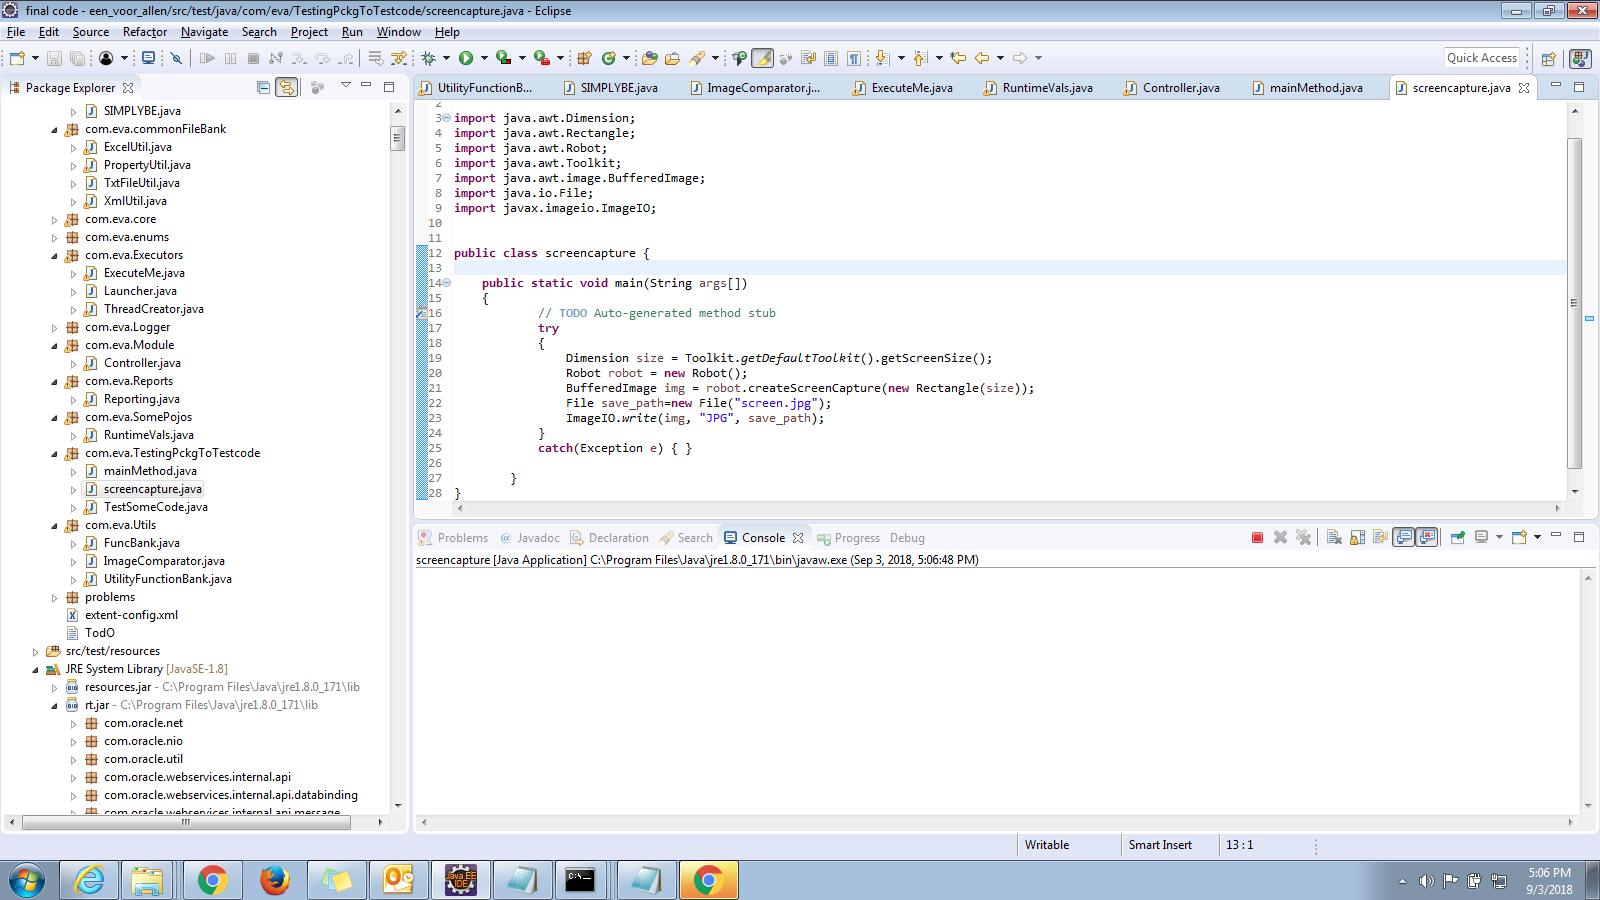 final code - een_voor_allen/src/test/java/com/eva/TestingPckgToTestcode/screencapture.java - Eclipse
File Edit Source Refactor Navigate Search Project Run Window Help
Quick Access
Package Explorer
SIMPLYBE.java
com.eva.commonFileBank
ExcelUtil.java
PropertyUtil.java
TxtFileUtil.java
XmlUtil.java
com.eva.core
com.eva.enums
com.eva.Executors
ExecuteMe.java
Launcher.java
ThreadCreator.java
com.eva.Logger
com.eva.Module
Controller.java
com.eva.Reports
Reporting.java
com.eva.SomePojos
RuntimeVals.java
com.eva.TestingPckgToTestcode
mainMethod.java
screencapture.java
TestSomeCode.java
com.eva.Utils
FuncBank.java
ImageComparator.java
UtilityFunctionBank.java
problems
extent-config.xml
TodO
src/test/resources
JRE System Library [JavaSE-1.8]
resources.jar - C:\Program Files\Java\jre1.8.0_171\lib
rt.jar - C:\Program Files\Java\jre1.8.0_171\lib
com.oracle.net
com.oracle.nio
com.oracle.util
com.oracle.webservices.internal.api
com.oracle.webservices.internal.api.databinding
com.oracle.webservices.internal.api.message
UtilityFunctionB... SIMPLYBE.java ImageComparator.j... ExecuteMe.java RuntimeVals.java Controller.java mainMethod.java screencapture.java
2
3 import java.awt.Dimension;
4 import java.awt.Rectangle;
5 import java.awt.Robot;
6 import java.awt.Toolkit;
7 import java.awt.image.BufferedImage;
8 import java.io.File;
9 import javax.imageio.ImageIO;
10
11
12 public class screencapture {
13
14 public static void main(String args[])
15 {
16 // TODO Auto-generated method stub
17 try
18 {
19 Dimension size = Toolkit.getDefaultToolkit().getScreenSize();
20 Robot robot = new Robot();
21 BufferedImage img = robot.createScreenCapture(new Rectangle(size));
22 File save_path=new File("screen.jpg");
23 ImageIO.write(img, "JPG", save_path);
24 }
25 catch(Exception e) { }
26
27 }
28 }
Problems @ Javadoc Declaration Search Console Progress Debug
screencapture [Java Application] C:\Program Files\Java\jre1.8.0_171\bin\javaw.exe (Sep 3, 2018, 5:06:48 PM)
Writable Smart Insert 13 : 1
Java EE
IDE
C:\_
5:06 PM
9/3/2018